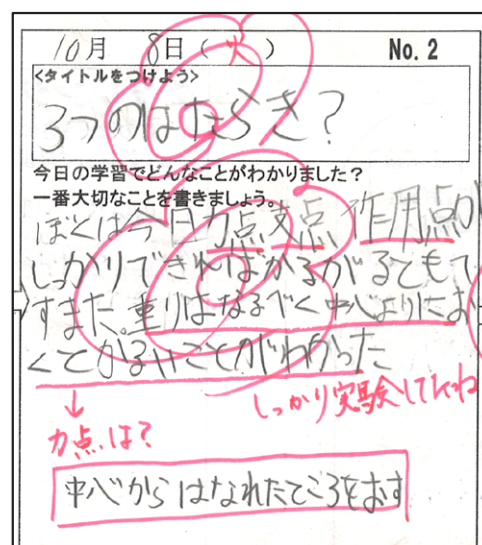 10月 8日(火) No. 2
<タイトルをつけよう>
3つのはたらき?
今日の学習でどんなことがわかりました?
一番大切なことを書きましょう。
ぼくは今日力点支点作用点が
しっかりできればかるがるともて
すまた。重りはなるべく中心よりにお
くとかるいことがわかった
しっかり実験してたね
↓
力点は?
中心からはなれたところをおす